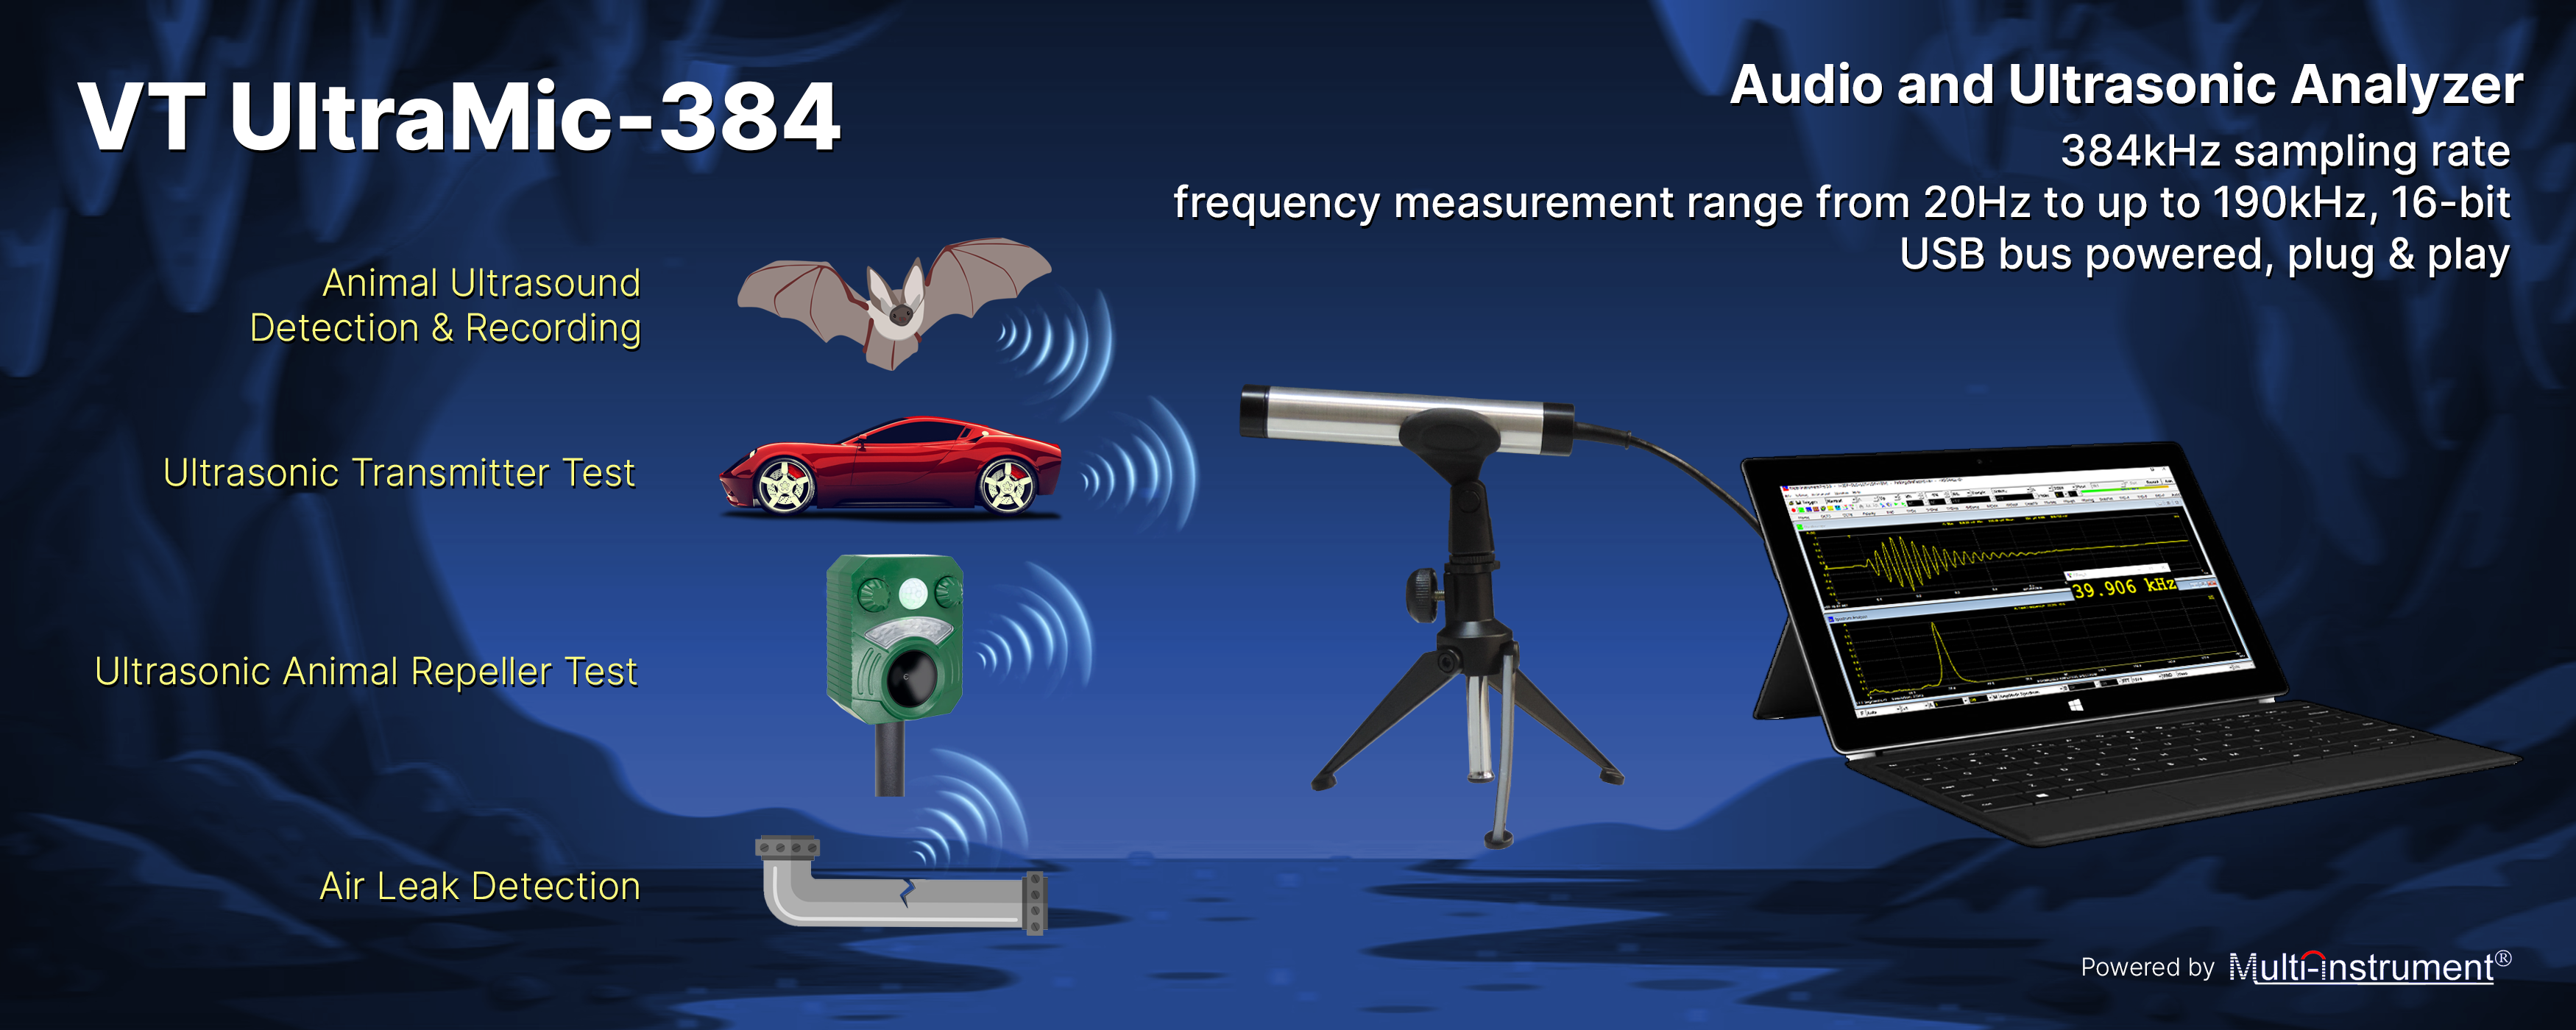 VT UltraMic-384
Audio and Ultrasonic Analyzer
384kHz sampling rate
frequency measurement range from 20Hz to up to 190kHz, 16-bit
USB bus powered, plug & play
Animal Ultrasound
Detection & Recording
Ultrasonic Transmitter Test
Ultrasonic Animal Repeller Test
Air Leak Detection
39.906 kHz
Powered by Multi-instrument®